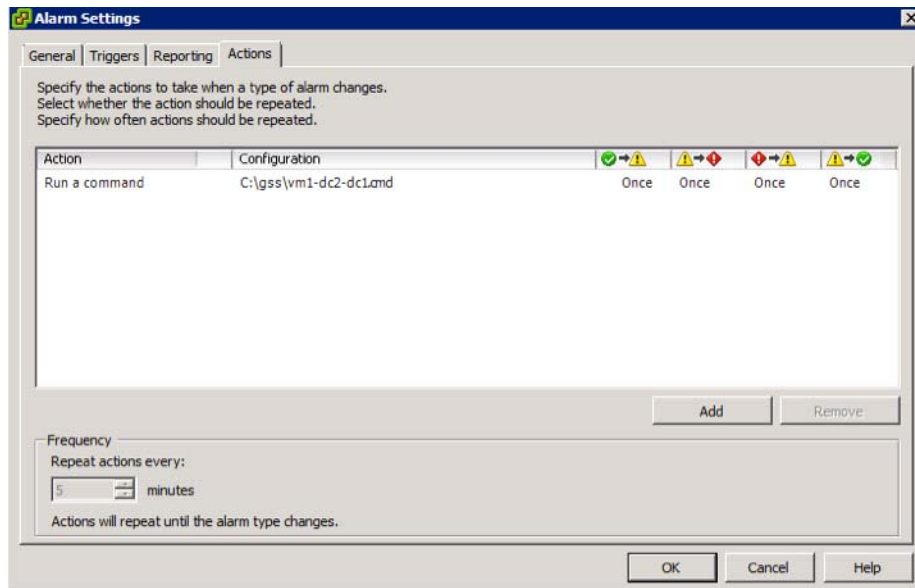 Alarm Settings
General Triggers Reporting Actions
Specify the actions to take when a type of alarm changes.
Select whether the action should be repeated.
Specify how often actions should be repeated.
Action Configuration
Run a command C:\gss\vm1-dc2-dc1.cmd Once Once Once Once
Add Remove
Frequency
Repeat actions every:
5 minutes
Actions will repeat until the alarm type changes.
OK Cancel Help